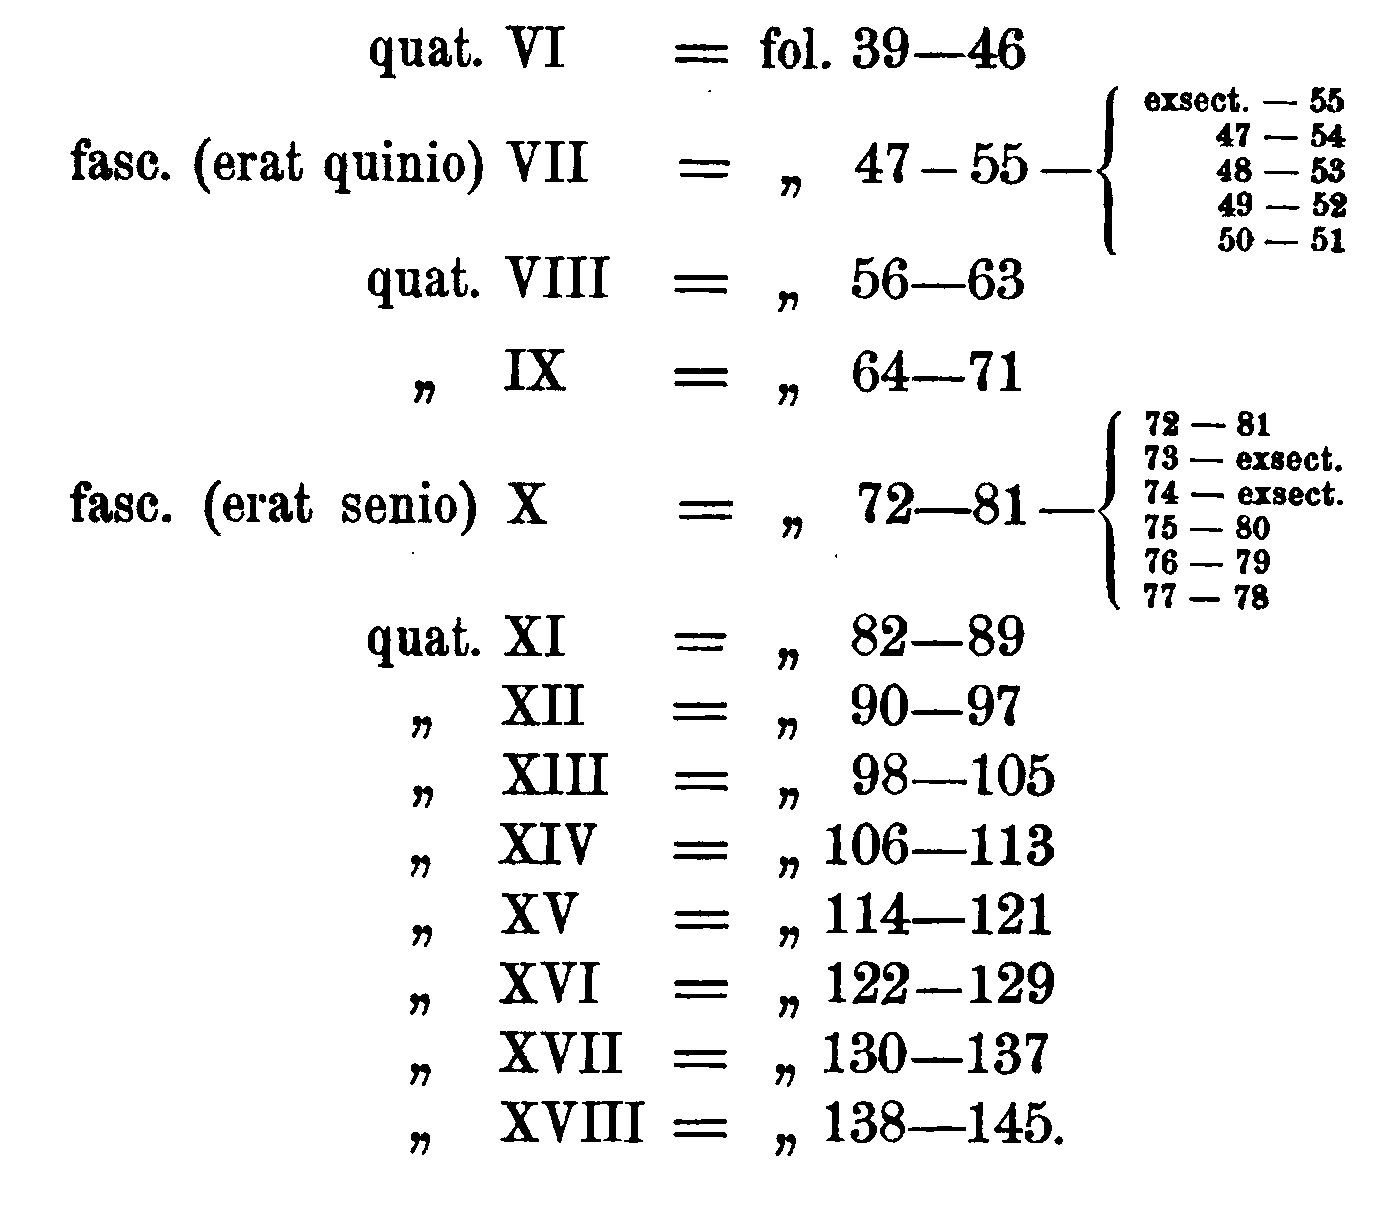 quat. VI = fol. 39—46
fasc. (erat quinio) VII = „ 47–55 — { exsect. — 55
47 — 54
48 — 53
49 — 52
50 — 51
quat. VIII = „ 56—63
„ IX = „ 64—71
fasc. (erat senio) X = „ 72—81 — { 72 — 81
73 — exsect.
74 — exsect.
75 — 80
76 — 79
77 — 78
quat. XI = „ 82—89
„ XII = „ 90—97
„ XIII = „ 98—105
„ XIV = „ 106—113
„ XV = „ 114—121
„ XVI = „ 122—129
„ XVII = „ 130—137
„ XVIII = „ 138—145.